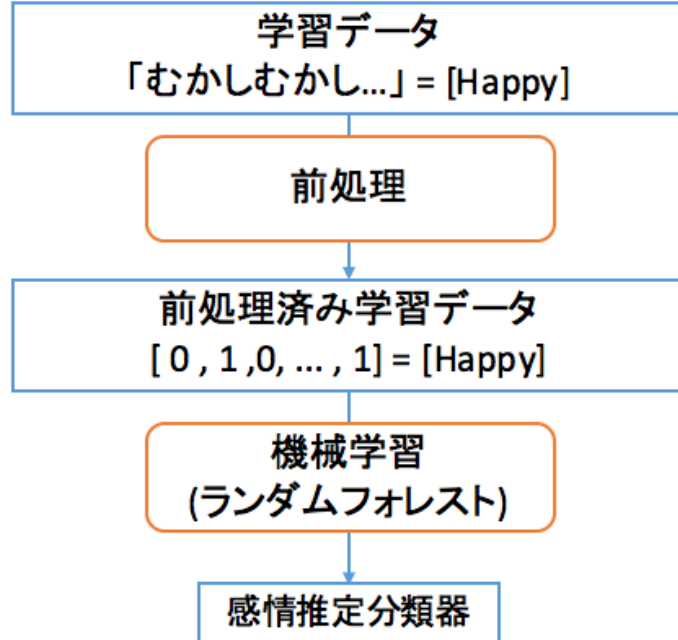 学習データ
「むかしむかし...」= [Happy]
前処理
前処理済み学習データ
[ 0 , 1 ,0, ... , 1] = [Happy]
機械学習
(ランダムフォレスト)
感情推定分類器